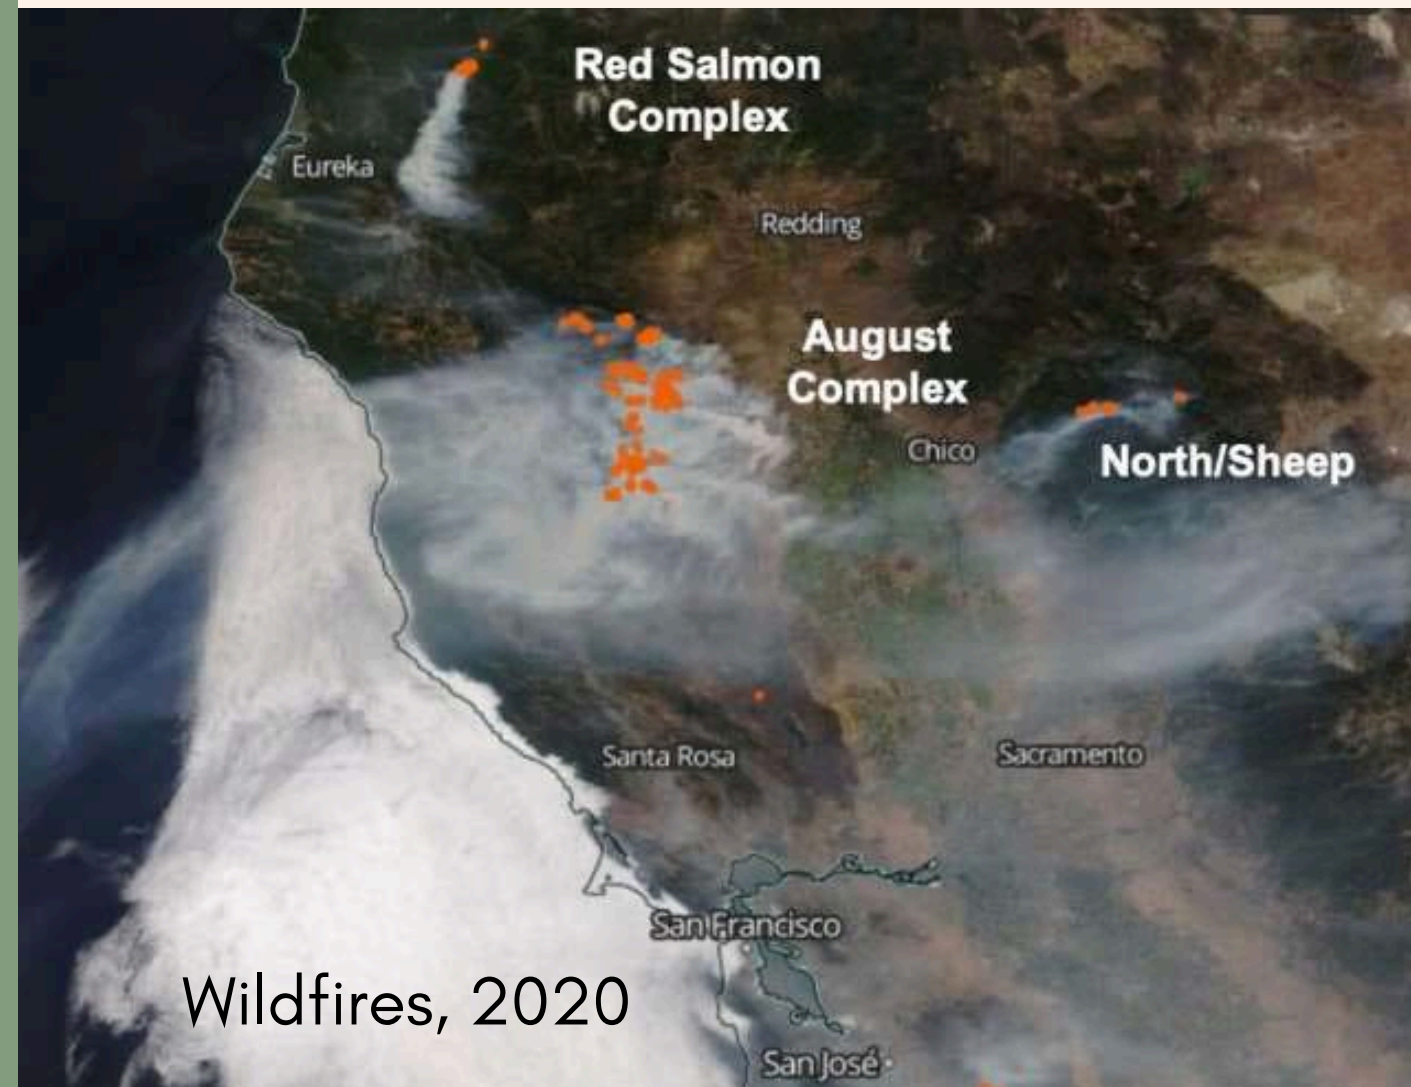 Red Salmon
Complex
Eureka
Redding
August
Complex
Chico
North/Sheep
Santa Rosa
Sacramento
San Francisco
Wildfires, 2020
San José